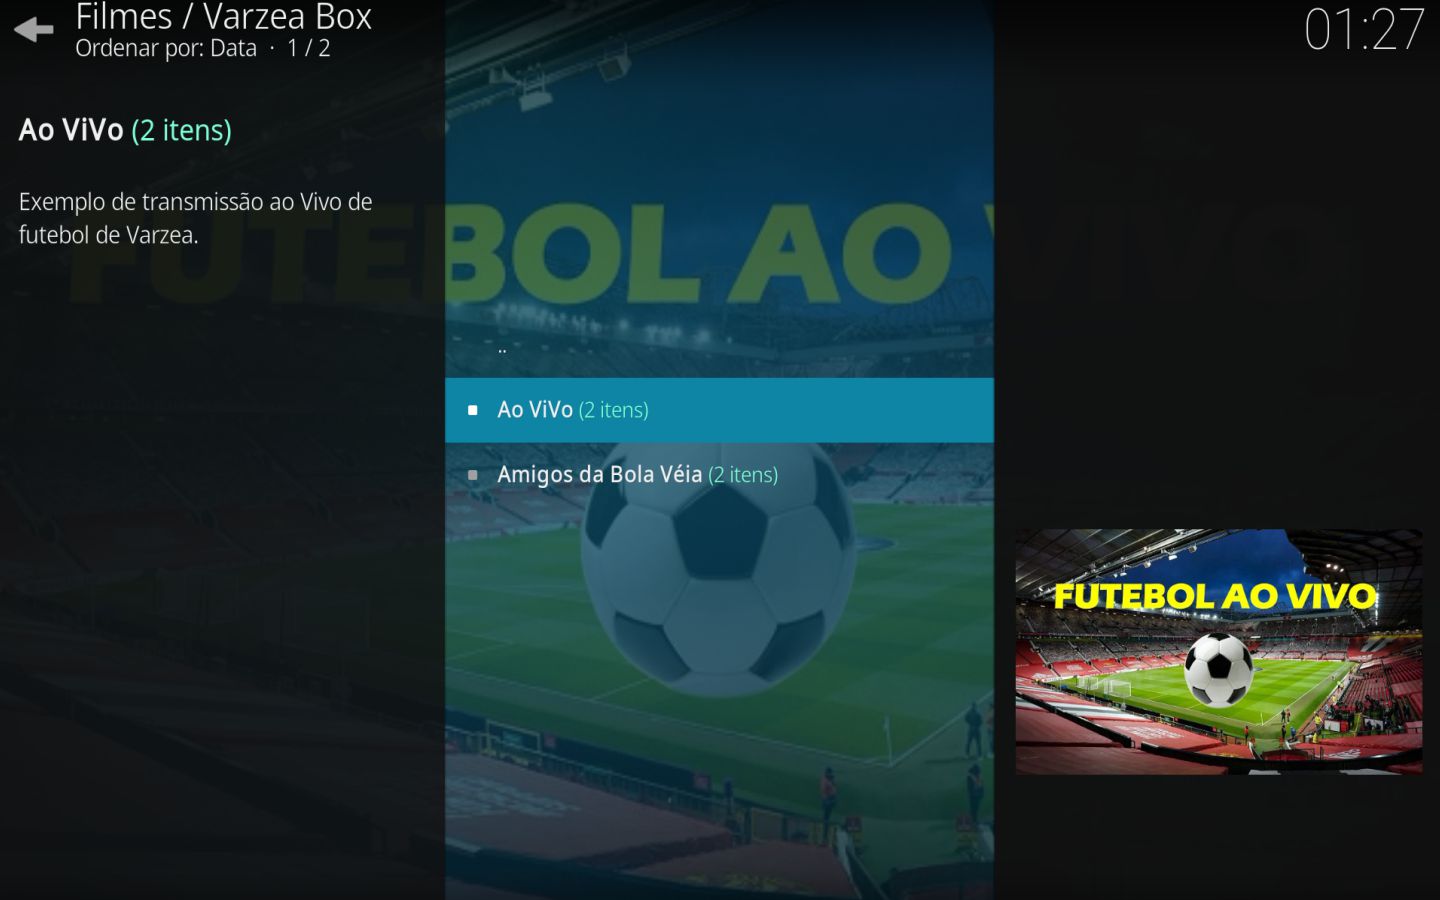 Filmes / Varzea Box
Ordenar por: Data · 1 / 2
01:27
Ao ViVo (2 itens)
Exemplo de transmissão ao Vivo de
futebol de Varzea.
FUTEBOL AO VIVO
..
Ao ViVo (2 itens)
Amigos da Bola Véia (2 itens)
FUTEBOL AO VIVO